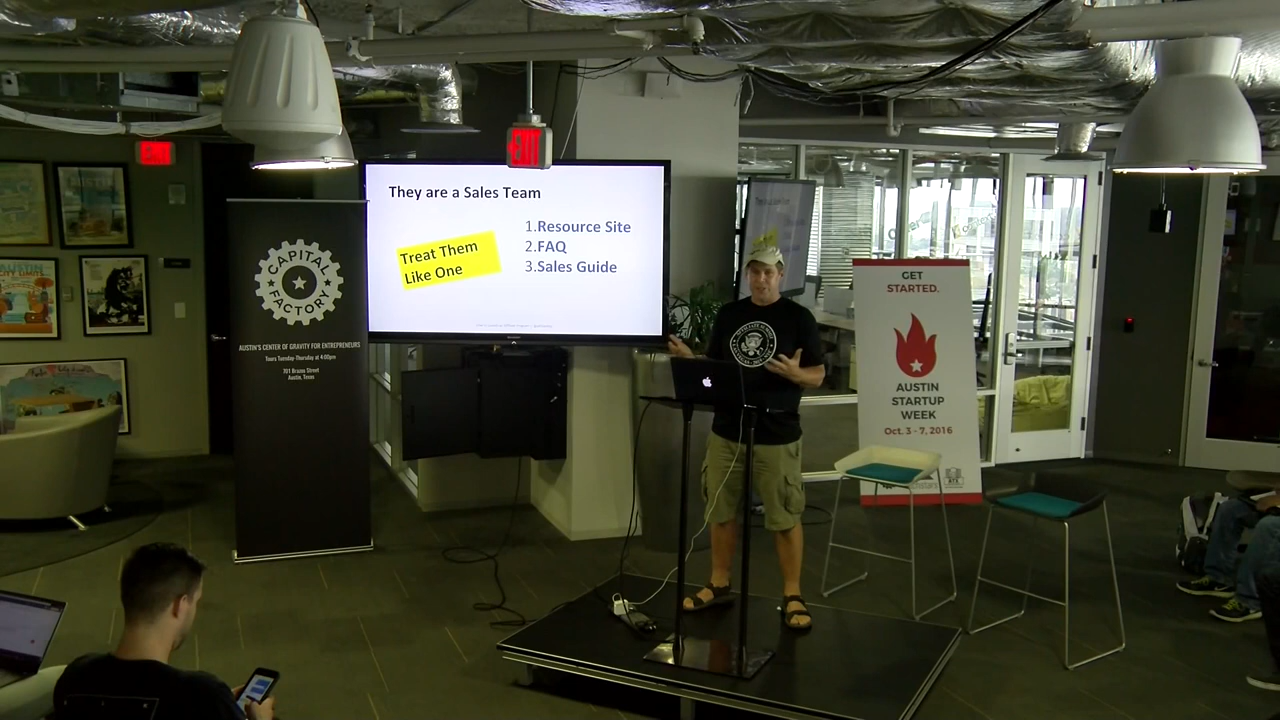 EXIT
EXIT
They are a Sales Team
Treat Them
Like One
1.Resource Site
2.FAQ
3.Sales Guide
CAPITAL
FACTORY
AUSTIN'S CENTER OF GRAVITY FOR ENTREPRENEURS
Tours Tuesday-Thursday at 4:00pm
701 Brazos Street
Austin, Texas
GET
STARTED.
AUSTIN
STARTUP
WEEK
Oct. 3 - 7, 2016
AUSTIN